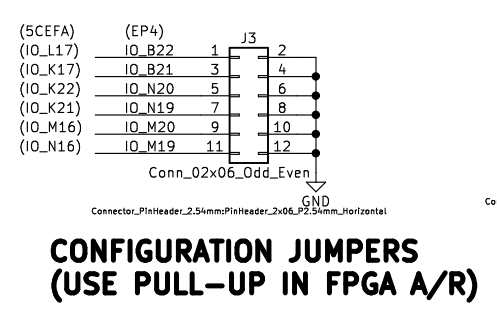 (5CEFA) (EP4)
J3
(IO_L17) IO_B22 1 2
(IO_K17) IO_B21 3 4
(IO_K22) IO_N20 5 6
(IO_K21) IO_N19 7 8
(IO_M16) IO_M20 9 10
(IO_N16) IO_M19 11 12
Conn_02x06_Odd_Even
GND
Connector_PinHeader_2.54mm:PinHeader_2x06_P2.54mm_Horizontal
Co
CONFIGURATION JUMPERS
(USE PULL-UP IN FPGA A/R)